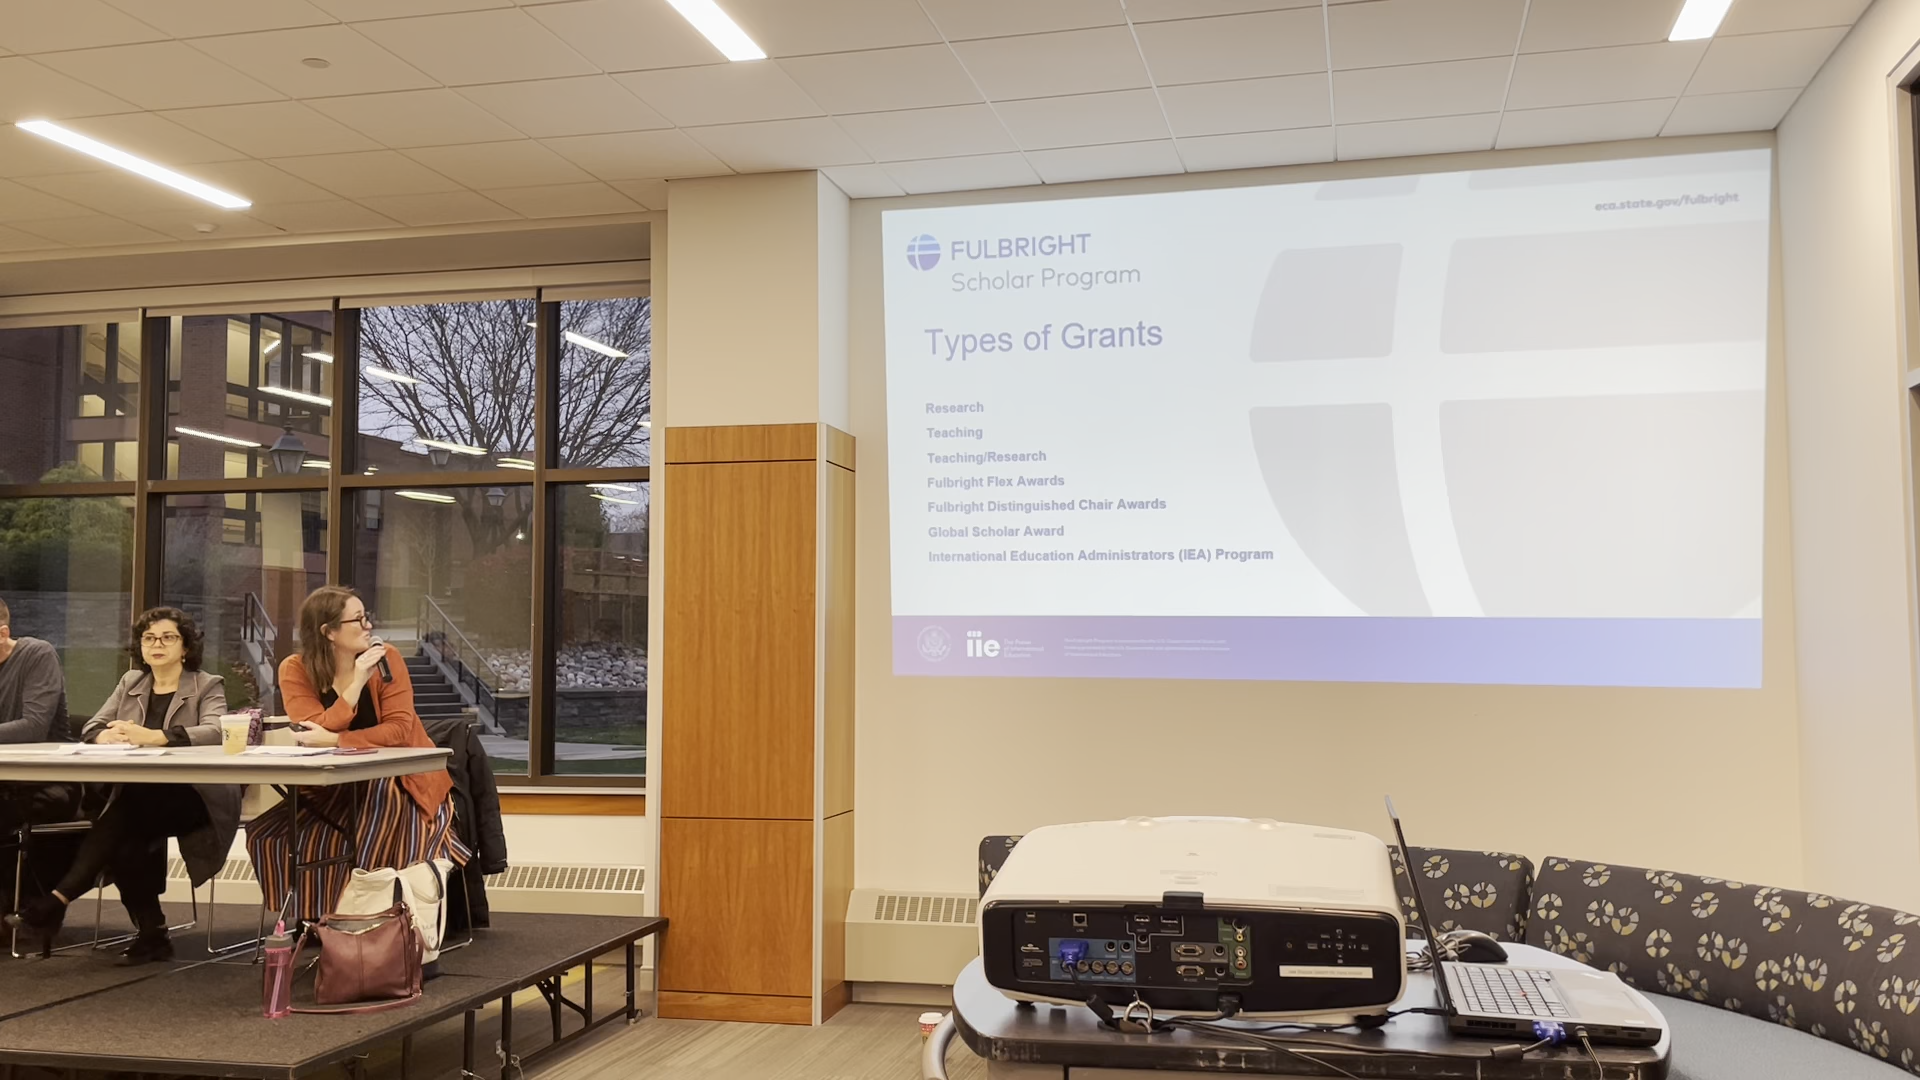 eca.state.gov/fulbright
FULBRIGHT
Scholar Program
Types of Grants
Research
Teaching
Teaching/Research
Fulbright Flex Awards
Fulbright Distinguished Chair Awards
Global Scholar Award
International Education Administrators (IEA) Program
iie